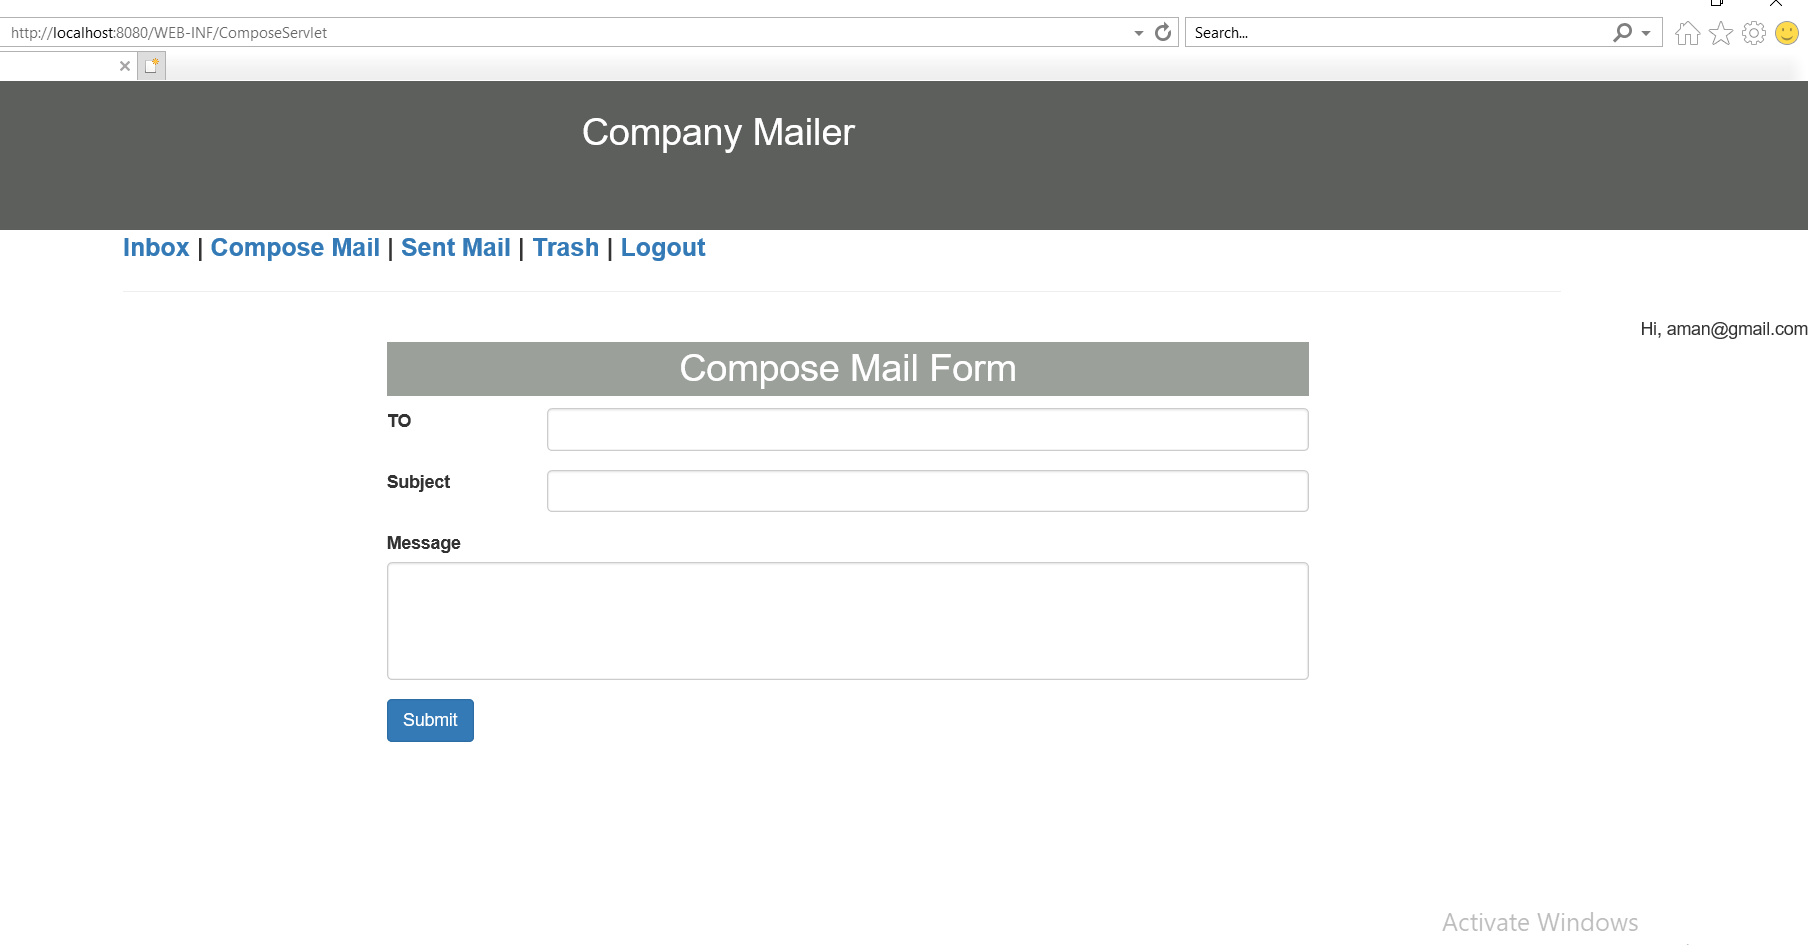 http://localhost:8080/WEB-INF/ComposeServlet
Search...
Company Mailer
Inbox | Compose Mail | Sent Mail | Trash | Logout
Hi, aman@gmail.com
Compose Mail Form
TO
Subject
Message
Submit
Activate Windows